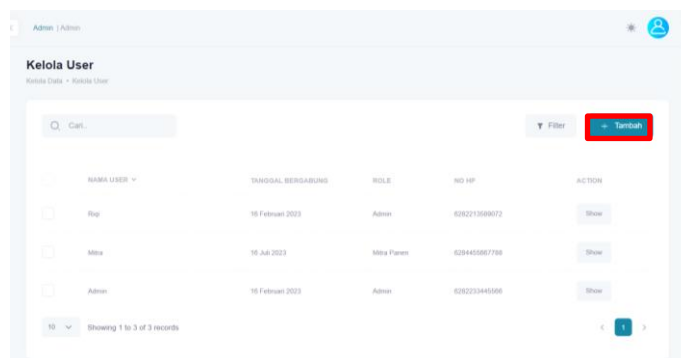 Admin | Admin
Kelola User
Kelola Data • Kelola User
Cari..
Filter
+ Tambah
NAMA USER
TANGGAL BERGABUNG
ROLE
NO HP
ACTION
16 Februari 2023
Admin
6282213589072
Show
Mitra
16 Juli 2023
Mitra Panen
6284455667788
Show
Admin
16 Februari 2023
Admin
6282233445566
Show
10
Showing 1 to 3 of 3 records
< 1 >